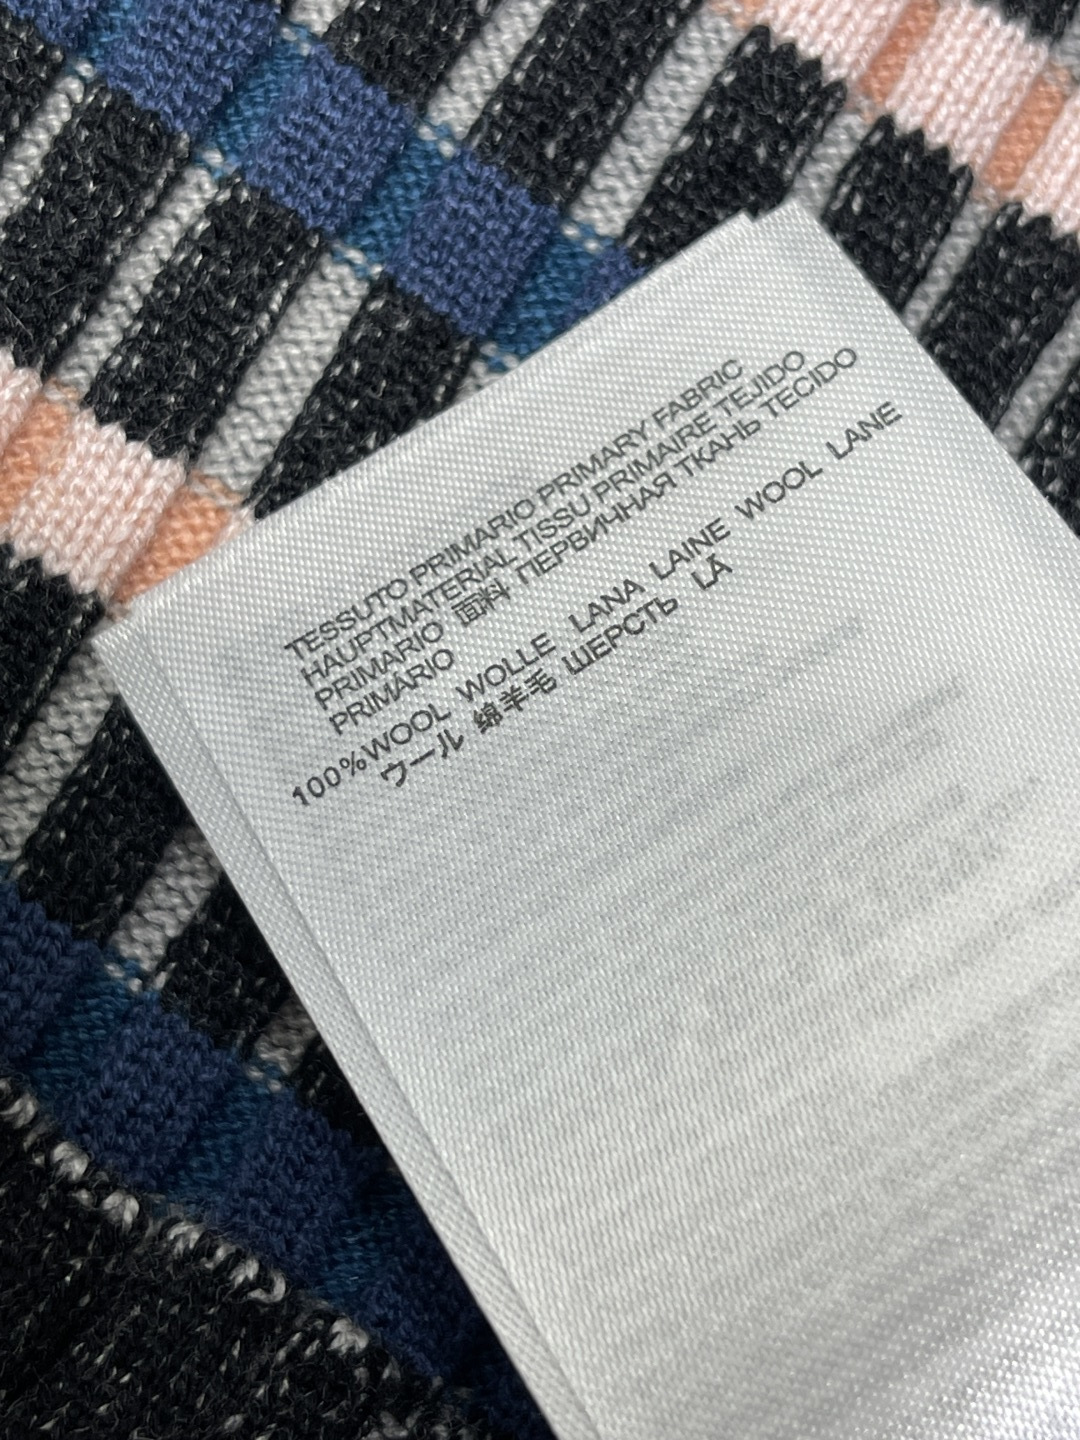 TESSUTO PRIMARIO PRIMARY FABRIC
HAUPTMATERIAL TISSU PRIMAIRE TEJIDO
PRIMARIO 面料 ПЕРВИЧНАЯ ТКАНЬ TECIDO
PRIMÁRIO
100%WOOL WOLLE LANA LAINE WOOL LANE
ウール 绵羊毛 ШЕРСТЬ LÃ